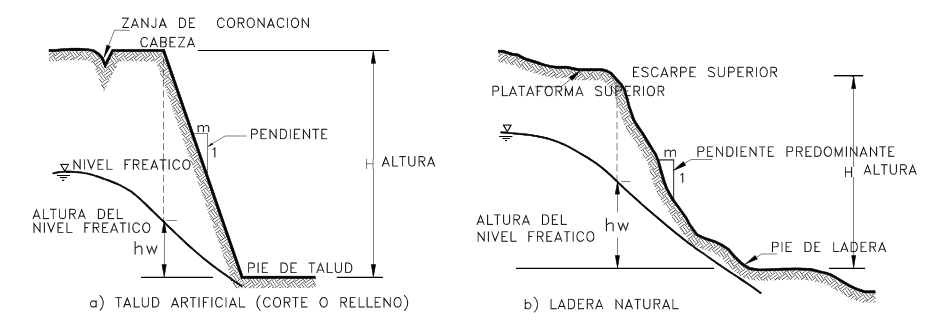 ZANJA DE CORONACION
CABEZA
m
1
PENDIENTE
NIVEL FREATICO
H ALTURA
ALTURA DEL
NIVEL FREATICO
hw
PIE DE TALUD
a) TALUD ARTIFICIAL (CORTE O RELLENO)
ESCARPE SUPERIOR
PLATAFORMA SUPERIOR
m
1
PENDIENTE PREDOMINANTE
H ALTURA
ALTURA DEL
NIVEL FREATICO
hw
PIE DE LADERA
b) LADERA NATURAL